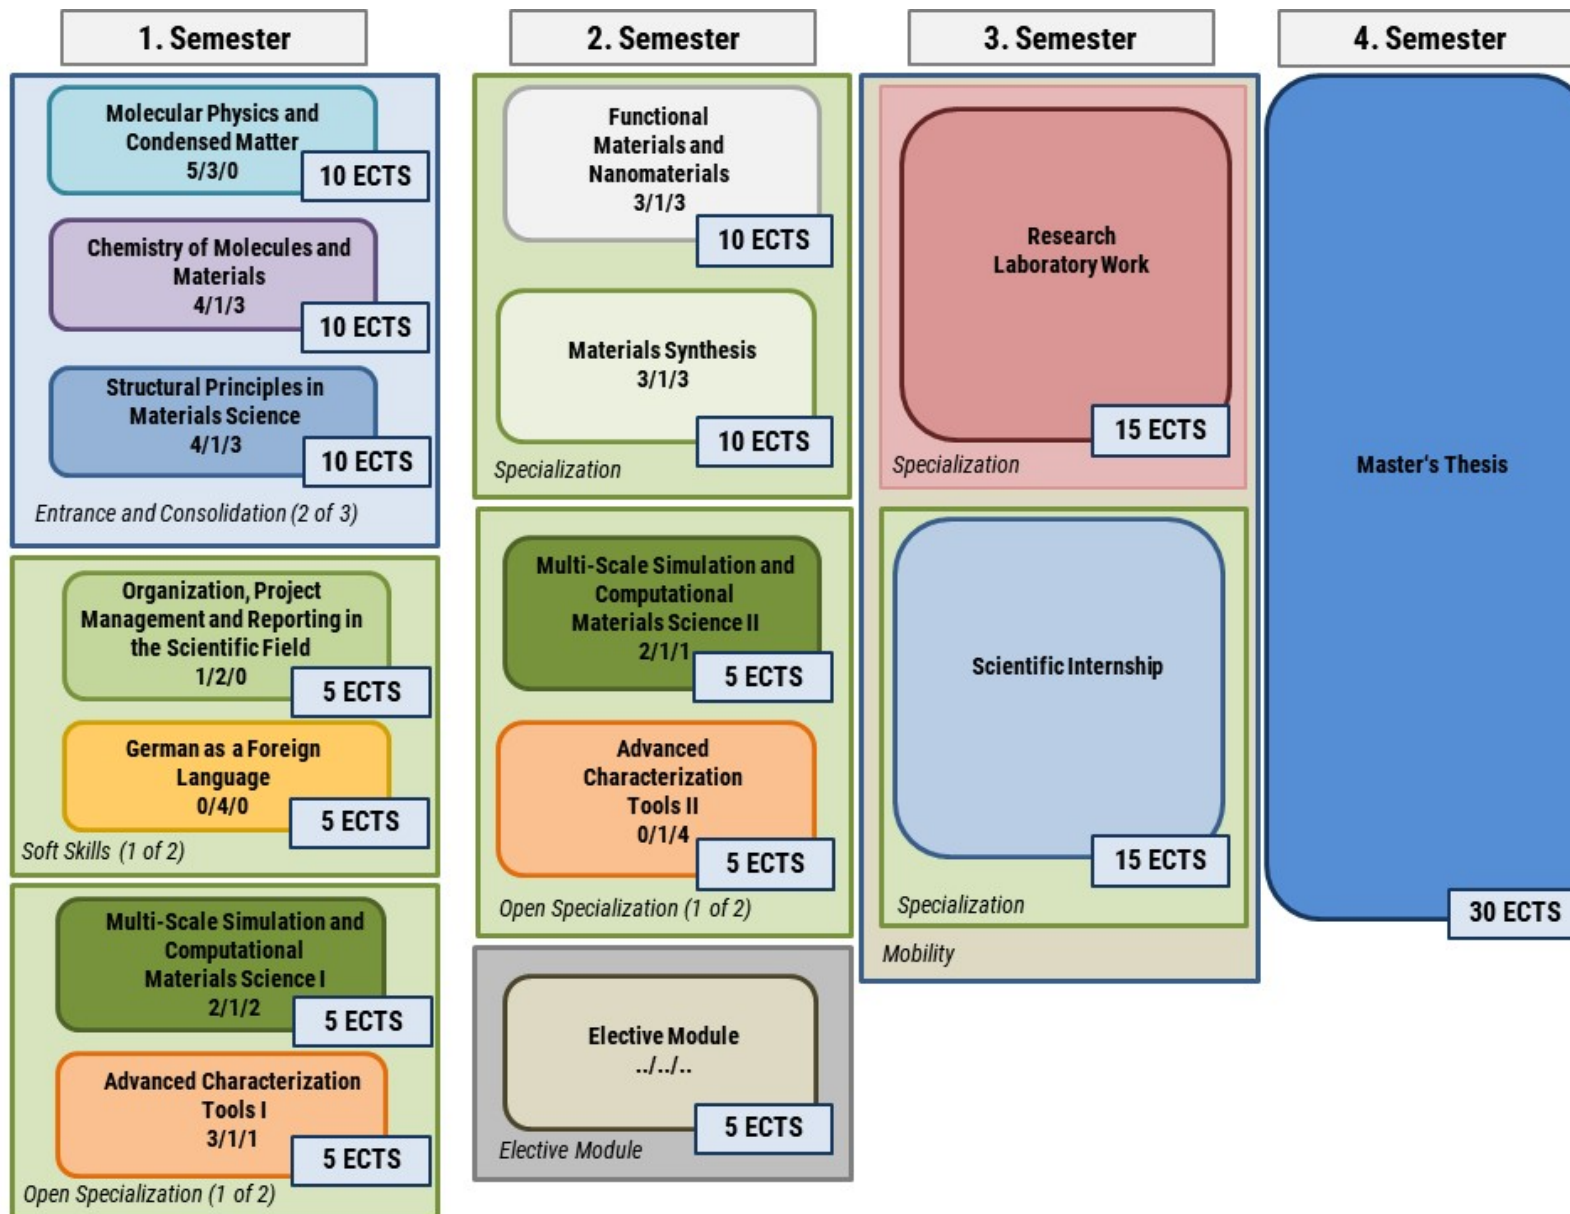 1. Semester
Molecular Physics and
Condensed Matter
5/3/0
10 ECTS
Chemistry of Molecules and
Materials
4/1/3
10 ECTS
Structural Principles in
Materials Science
4/1/3
10 ECTS
Entrance and Consolidation (2 of 3)
Organization, Project
Management and Reporting in
the Scientific Field
1/2/0
5 ECTS
German as a Foreign
Language
0/4/0
5 ECTS
Soft Skills (1 of 2)
Multi-Scale Simulation and
Computational
Materials Science I
2/1/2
5 ECTS
Advanced Characterization
Tools I
3/1/1
5 ECTS
Open Specialization (1 of 2)
2. Semester
Functional
Materials and
Nanomaterials
3/1/3
10 ECTS
Materials Synthesis
3/1/3
10 ECTS
Specialization
Multi-Scale Simulation and
Computational
Materials Science II
2/1/1
5 ECTS
Advanced
Characterization
Tools II
0/1/4
5 ECTS
Open Specialization (1 of 2)
Elective Module
../../..
5 ECTS
Elective Module
3. Semester
Research
Laboratory Work
15 ECTS
Specialization
Scientific Internship
15 ECTS
Specialization
Mobility
4. Semester
Master's Thesis
30 ECTS